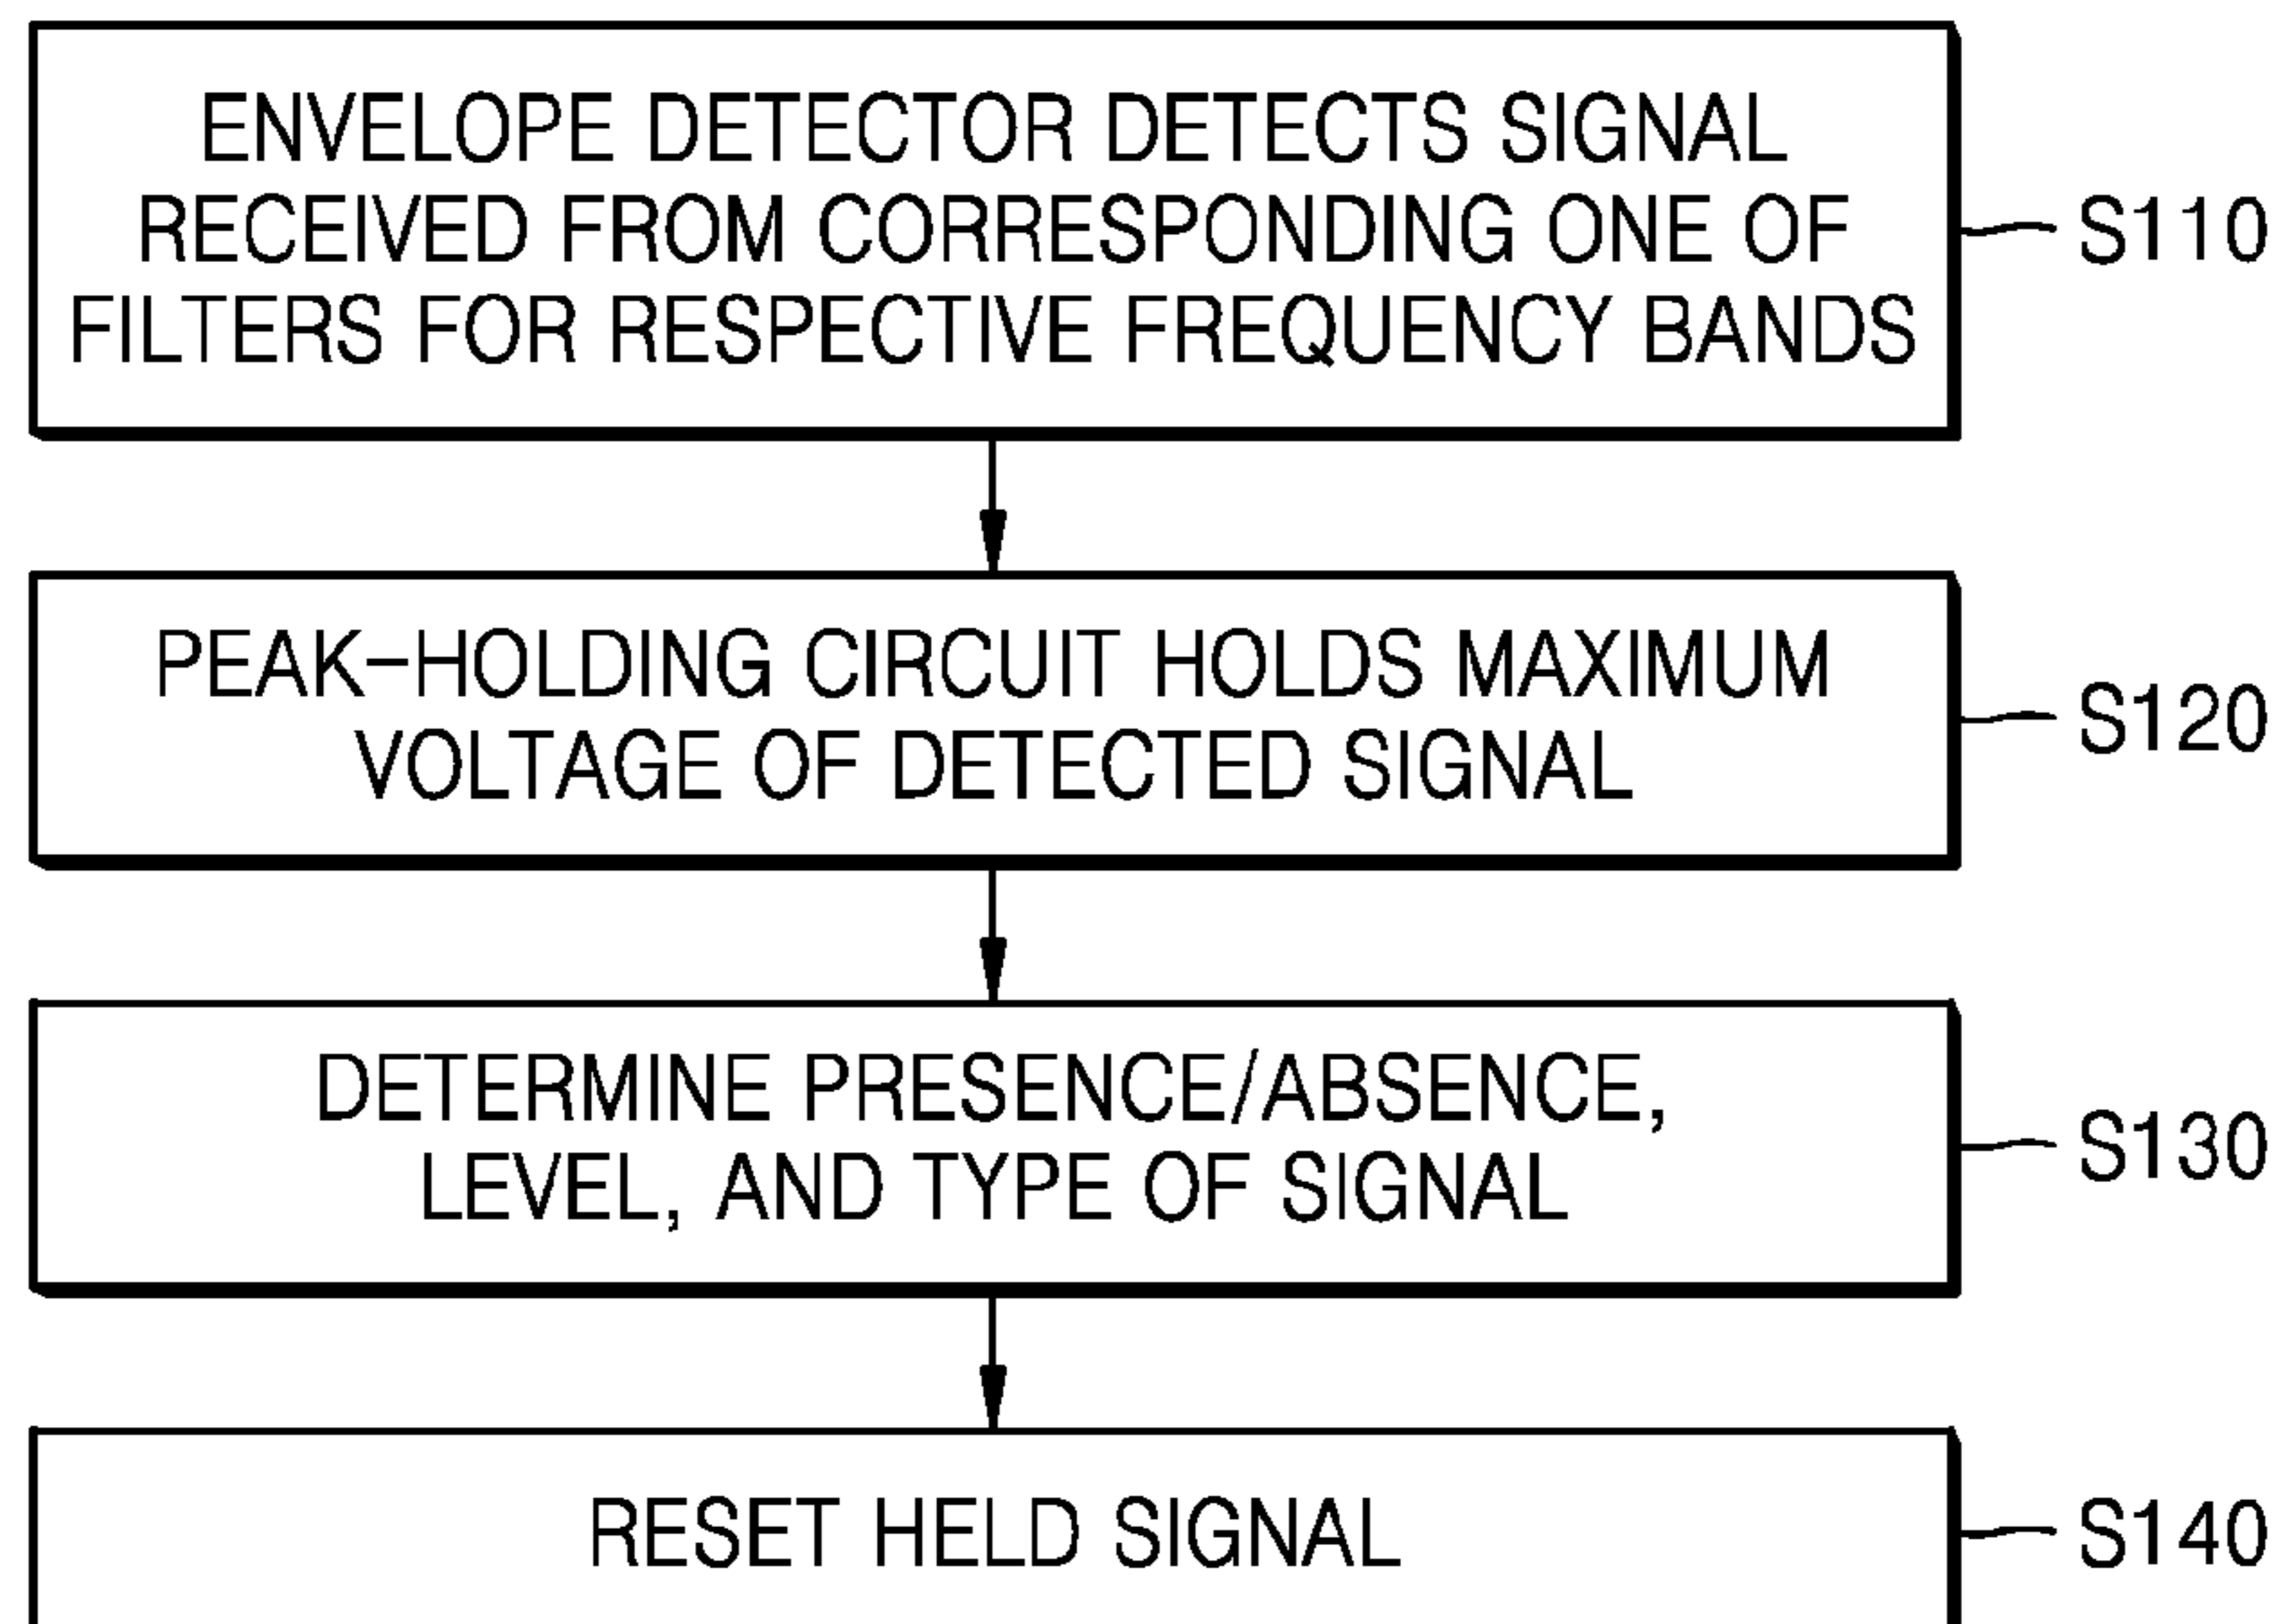 ENVELOPE DETECTOR DETECTS SIGNAL
RECEIVED FROM CORRESPONDING ONE OF
FILTERS FOR RESPECTIVE FREQUENCY BANDS
S110
PEAK-HOLDING CIRCUIT HOLDS MAXIMUM
VOLTAGE OF DETECTED SIGNAL
S120
DETERMINE PRESENCE/ABSENCE,
LEVEL, AND TYPE OF SIGNAL
S130
RESET HELD SIGNAL
S140